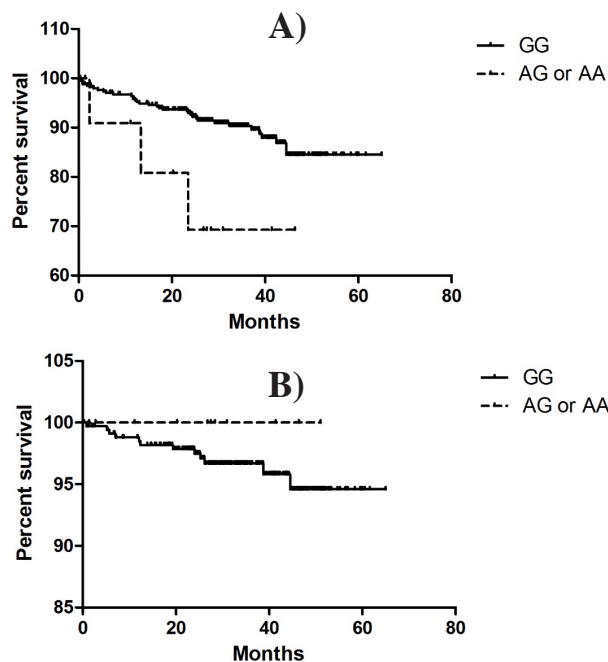 A)
110
100
90
80
70
60
Percent survival
0 20 40 60 80
Months
GG
AG or AA
B)
105
100
95
90
85
Percent survival
0 20 40 60 80
Months
GG
AG or AA